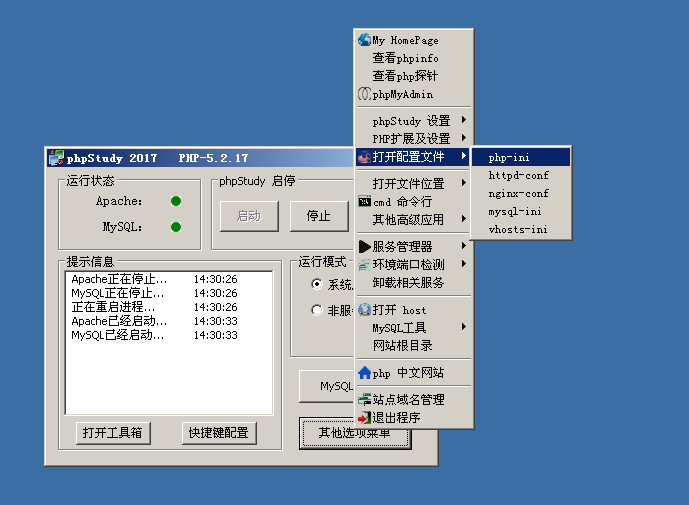 My HomePage
查看phpinfo
查看php探针
phpMyAdmin
phpStudy 设置
PHP扩展及设置
打开配置文件
打开文件位置
cmd 命令行
其他高级应用
服务管理器
环境端口检测
卸载相关服务
打开 host
MySQL工具
网站根目录
php 中文网站
站点域名管理
退出程序
php-ini
httpd-conf
nginx-conf
mysql-ini
vhosts-ini
phpStudy 2017 PHP-5.2.17
运行状态
Apache:
MySQL:
phpStudy 启停
启动
停止
提示信息
Apache正在停止... 14:30:26
MySQL正在停止... 14:30:26
正在重启进程... 14:30:26
Apache已经启动... 14:30:33
MySQL已经启动... 14:30:33
打开工具箱
快捷键配置
运行模式
系统
非服
MySQL
其他选项菜单